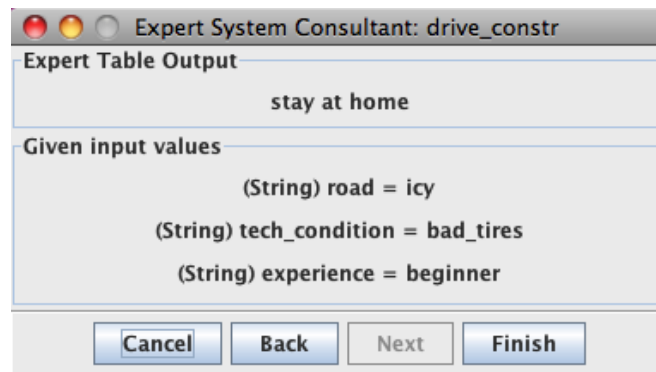 Expert System Consultant: drive_constr
Expert Table Output
stay at home
Given input values
(String) road = icy
(String) tech_condition = bad_tires
(String) experience = beginner
Cancel Back Next Finish